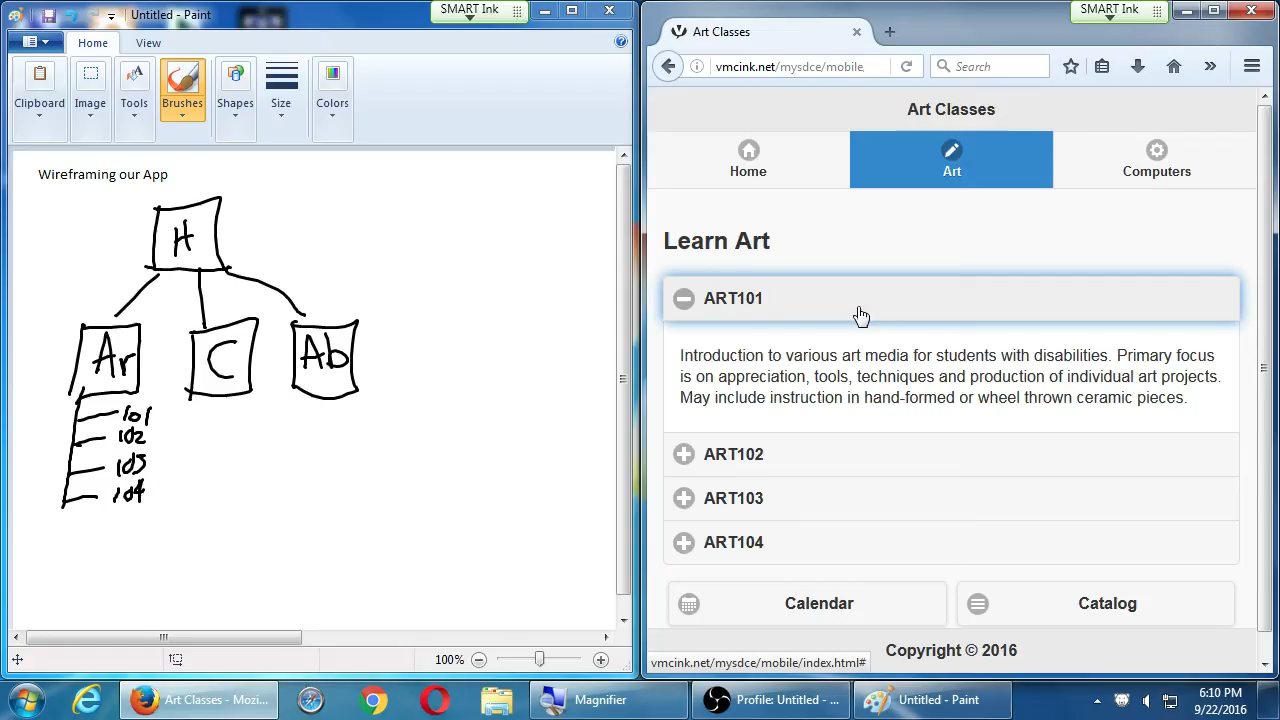 Untitled - Paint
SMART Ink
Home
View
Clipboard
Image
Tools
Brushes
Shapes
Size
Colors
Wireframing our App
H
Ar
C
Ab
101
102
103
104
100%
SMART Ink
Art Classes
vmcink.net/mysdce/mobile
Search
Art Classes
Home
Art
Computers
Learn Art
ART101
Introduction to various art media for students with disabilities. Primary focus
is on appreciation, tools, techniques and production of individual art projects.
May include instruction in hand-formed or wheel thrown ceramic pieces.
ART102
ART103
ART104
Calendar
Catalog
Copyright © 2016
vmcink.net/mysdce/mobile/index.html#
Art Classes - Mozi...
Magnifier
Profile: Untitled - ...
Untitled - Paint
6:10 PM
9/22/2016